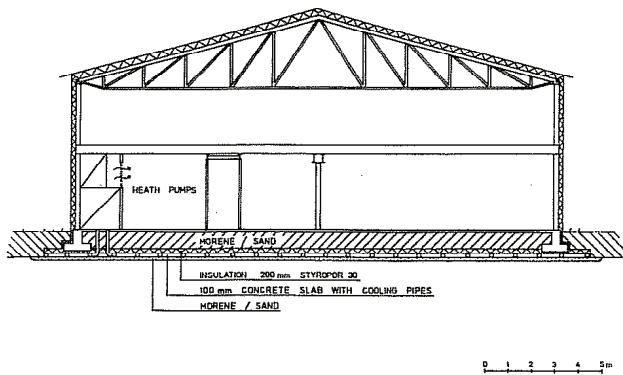 HEATH PUMPS
MORENE / SAND
INSULATION 200 mm STYROPOR 30
100 mm CONCRETE SLAB WITH COOLING PIPES
MORENE / SAND
0 1 2 3 4 5m